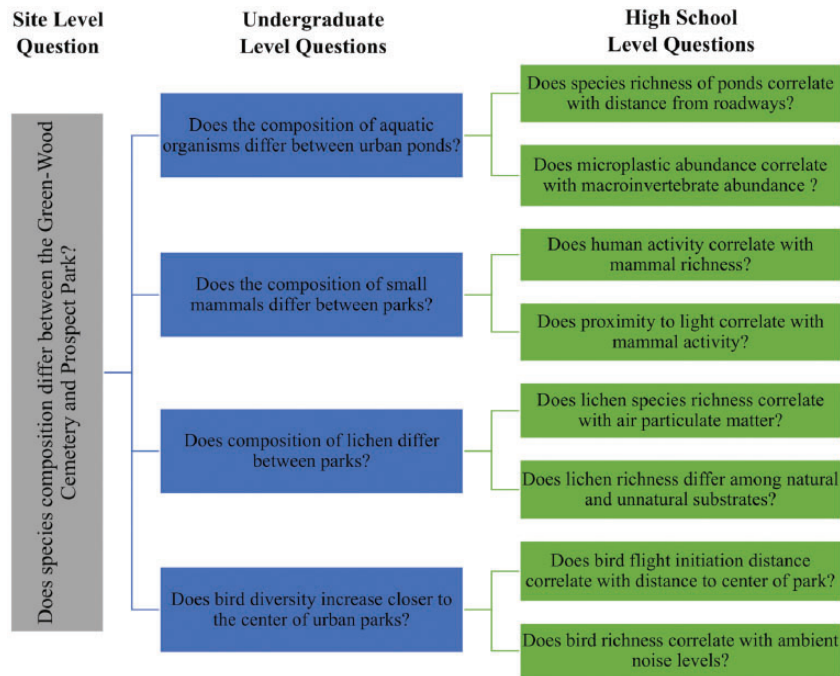 Site Level
Question
Undergraduate
Level Questions
High School
Level Questions
Does species composition differ between the Green-Wood
Cemetery and Prospect Park?
Does the composition of aquatic
organisms differ between urban ponds?
Does species richness of ponds correlate
with distance from roadways?
Does microplastic abundance correlate
with macroinvertebrate abundance ?
Does the composition of small
mammals differ between parks?
Does human activity correlate with
mammal richness?
Does proximity to light correlate with
mammal activity?
Does composition of lichen differ
between parks?
Does lichen species richness correlate
with air particulate matter?
Does lichen richness differ among natural
and unnatural substrates?
Does bird diversity increase closer to
the center of urban parks?
Does bird flight initiation distance
correlate with distance to center of park?
Does bird richness correlate with ambient
noise levels?